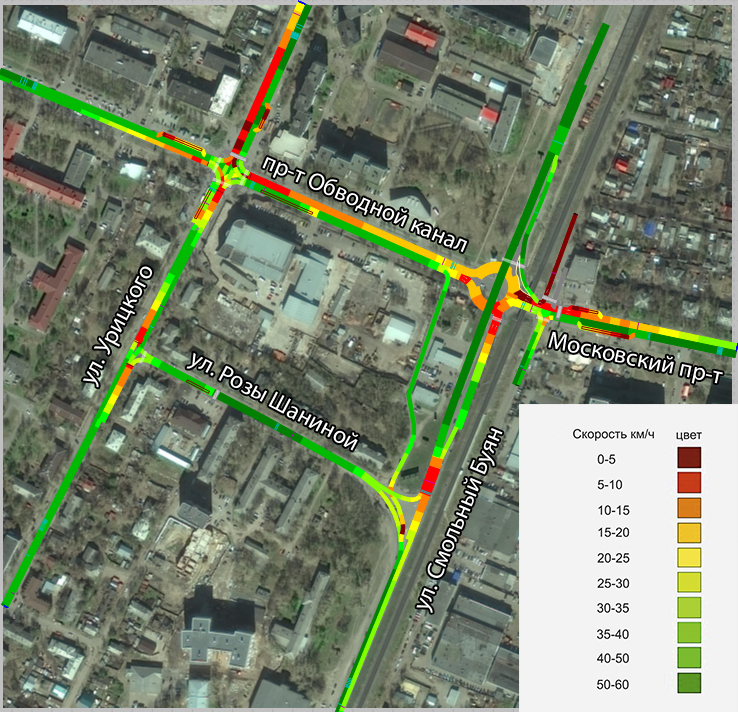 пр-т Обводной канал
ул. Урицкого
ул. Розы Шаниной
Московский пр-т
ул. Смольный Буян
Скорость км/ч цвет
0-5
5-10
10-15
15-20
20-25
25-30
30-35
35-40
40-50
50-60